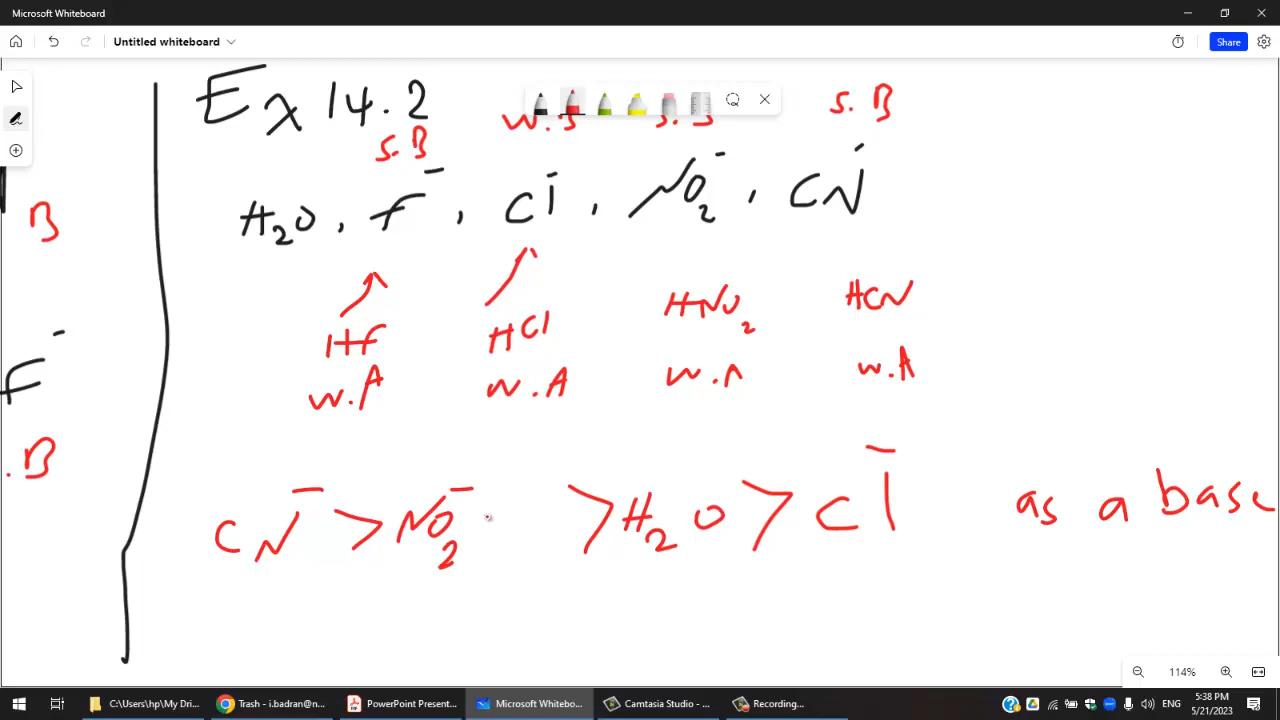 Microsoft Whiteboard
Untitled whiteboard
Share
Ex 14.2
S.B
S.B
H2O, F⁻, Cl⁻, NO2⁻, CN⁻
B
HF HCl HNO2 HCN
W.A W.A W.A W.A
F⁻
.B
CN⁻ > NO2⁻ > H2O > Cl⁻ as a base
114%
C:\Users\hp\My Dri...
Trash - i.badran@n...
PowerPoint Present...
Microsoft Whitebo...
Camtasia Studio - ...
Recording...
ENG
5:38 PM
5/21/2023